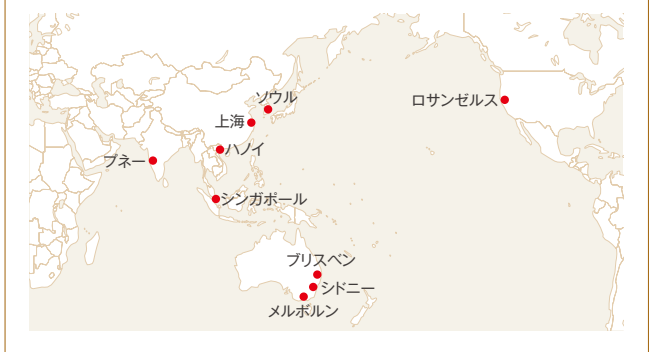 ソウル
ロサンゼルス
上海
ハノイ
プネー
シンガポール
ブリスベン
シドニー
メルボルン